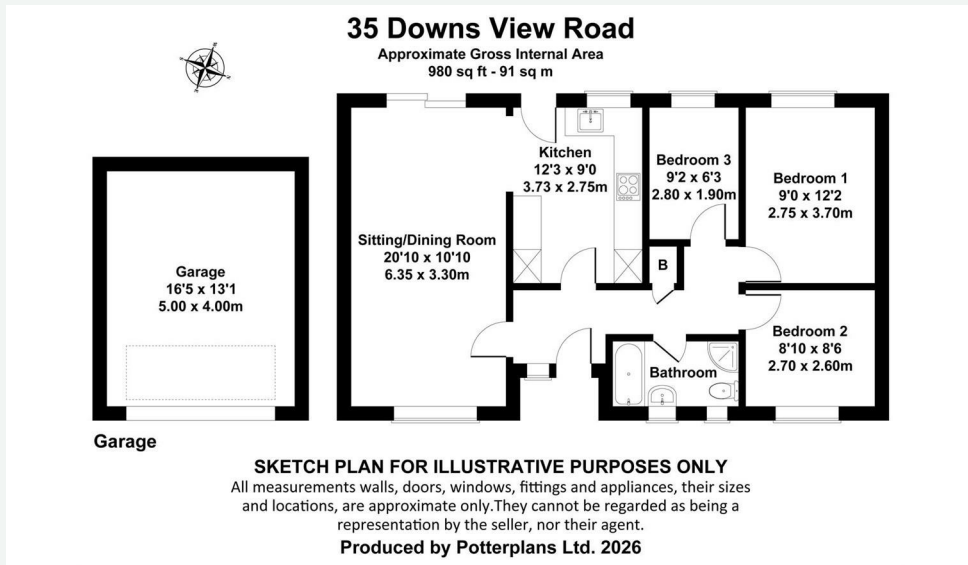 35 Downs View Road
Approximate Gross Internal Area
980 sq ft - 91 sq m
Kitchen
12'3 x 9'0
3.73 x 2.75m
Bedroom 3
9'2 x 6'3
2.80 x 1.90m
Bedroom 1
9'0 x 12'2
2.75 x 3.70m
Sitting/Dining Room
20'10 x 10'10
6.35 x 3.30m
B
Garage
16'5 x 13'1
5.00 x 4.00m
Bedroom 2
8'10 x 8'6
2.70 x 2.60m
Bathroom
Garage
SKETCH PLAN FOR ILLUSTRATIVE PURPOSES ONLY
All measurements walls, doors, windows, fittings and appliances, their sizes
and locations, are approximate only.They cannot be regarded as being a
representation by the seller, nor their agent.
Produced by Potterplans Ltd. 2026